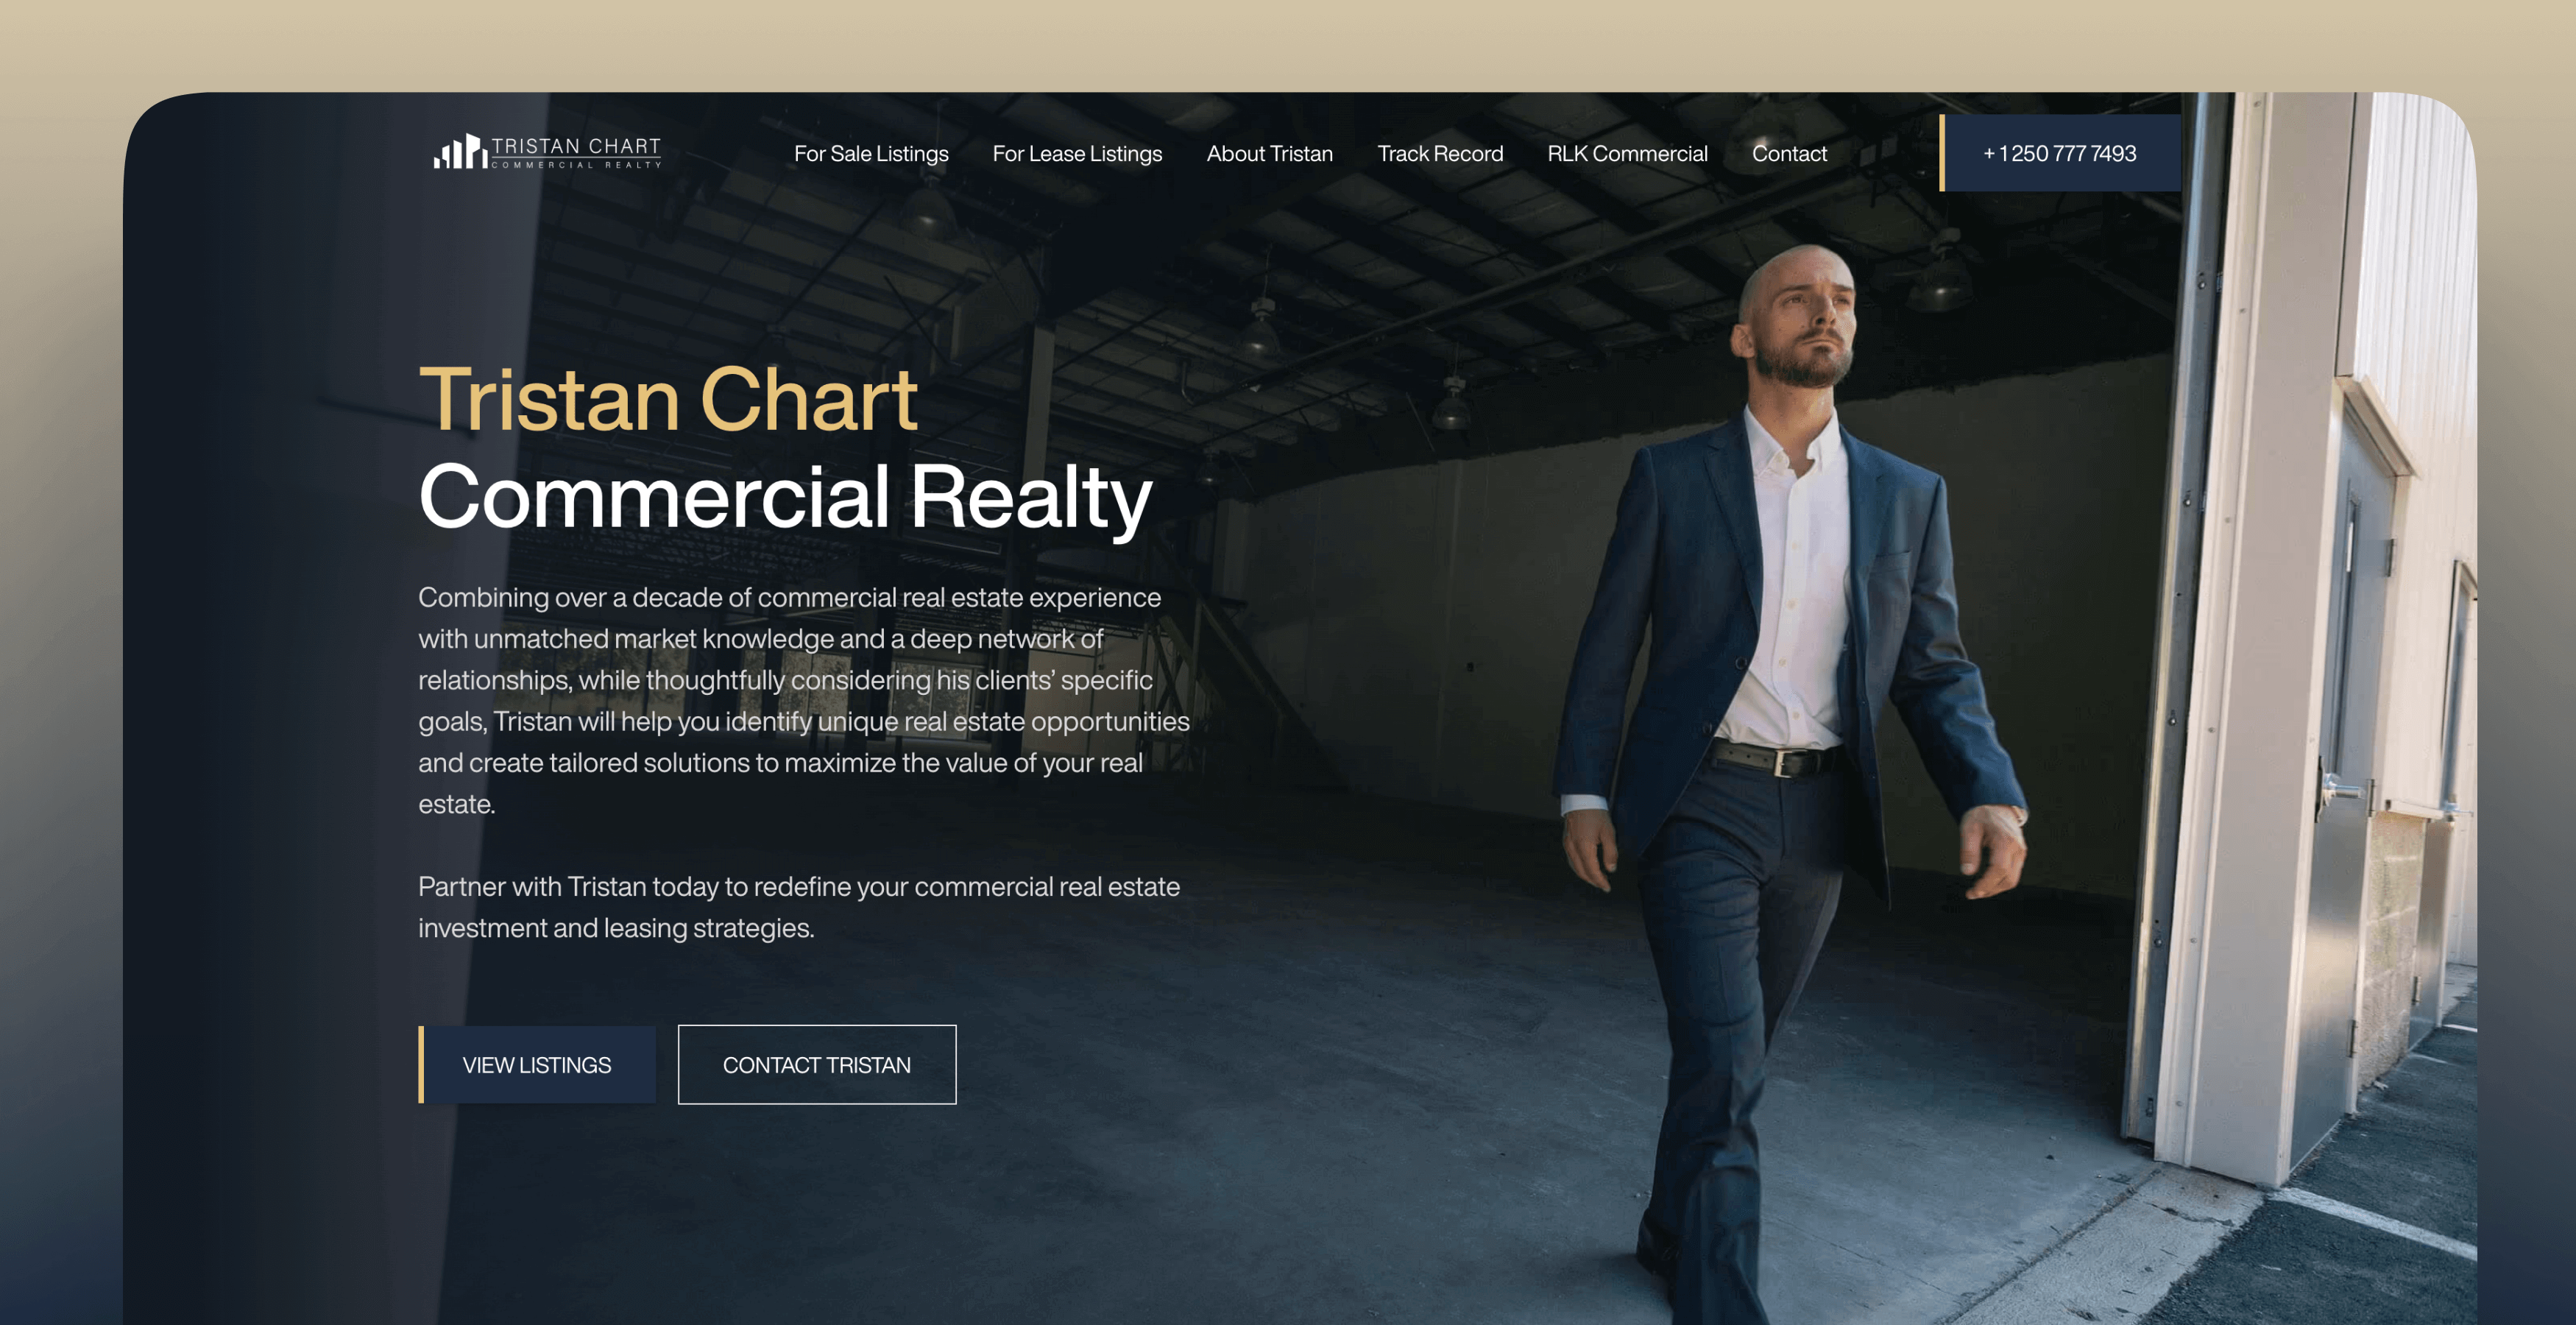 TRISTAN CHART
COMMERCIAL REALTY
For Sale Listings
For Lease Listings
About Tristan
Track Record
RLK Commercial
Contact
+ 1 250 777 7493
Tristan Chart
Commercial Realty
Combining over a decade of commercial real estate experience
with unmatched market knowledge and a deep network of
relationships, while thoughtfully considering his clients’ specific
goals, Tristan will help you identify unique real estate opportunities
and create tailored solutions to maximize the value of your real
estate.
Partner with Tristan today to redefine your commercial real estate
investment and leasing strategies.
VIEW LISTINGS
CONTACT TRISTAN